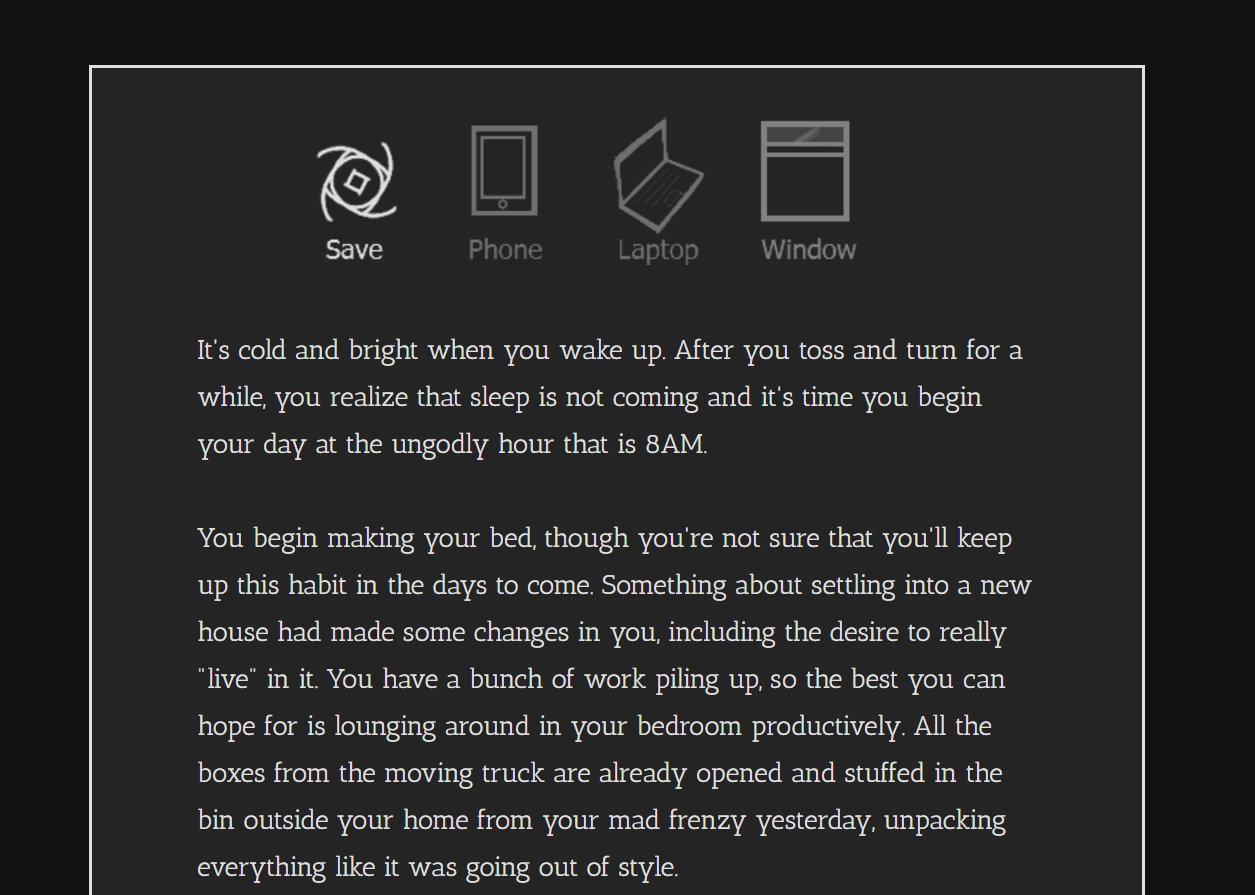 Save Phone Laptop Window
It's cold and bright when you wake up. After you toss and turn for a
while, you realize that sleep is not coming and it's time you begin
your day at the ungodly hour that is 8AM.
You begin making your bed, though you're not sure that you'll keep
up this habit in the days to come. Something about settling into a new
house had made some changes in you, including the desire to really
"live" in it. You have a bunch of work piling up, so the best you can
hope for is lounging around in your bedroom productively. All the
boxes from the moving truck are already opened and stuffed in the
bin outside your home from your mad frenzy yesterday, unpacking
everything like it was going out of style.